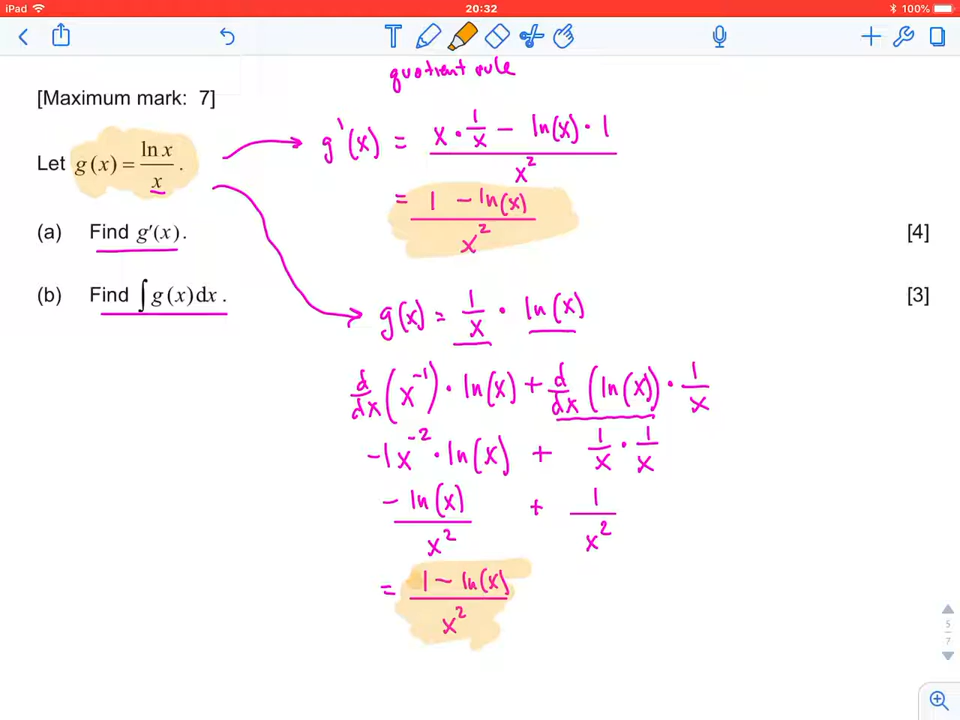 iPad 20:32 100%
quotient rule
[Maximum mark: 7]
Let g(x) = ln x / x .
g'(x) = (x · 1/x − ln(x) · 1) / x²
= (1 − ln(x)) / x²
(a) Find g′(x). [4]
(b) Find ∫ g(x)dx . [3]
g(x) = 1/x · ln(x)
d/dx (x⁻¹) · ln(x) + d/dx (ln(x)) · 1/x
−1x⁻² · ln(x) + 1/x · 1/x
−ln(x) / x² + 1 / x²
= (1 − ln(x)) / x²
5
7